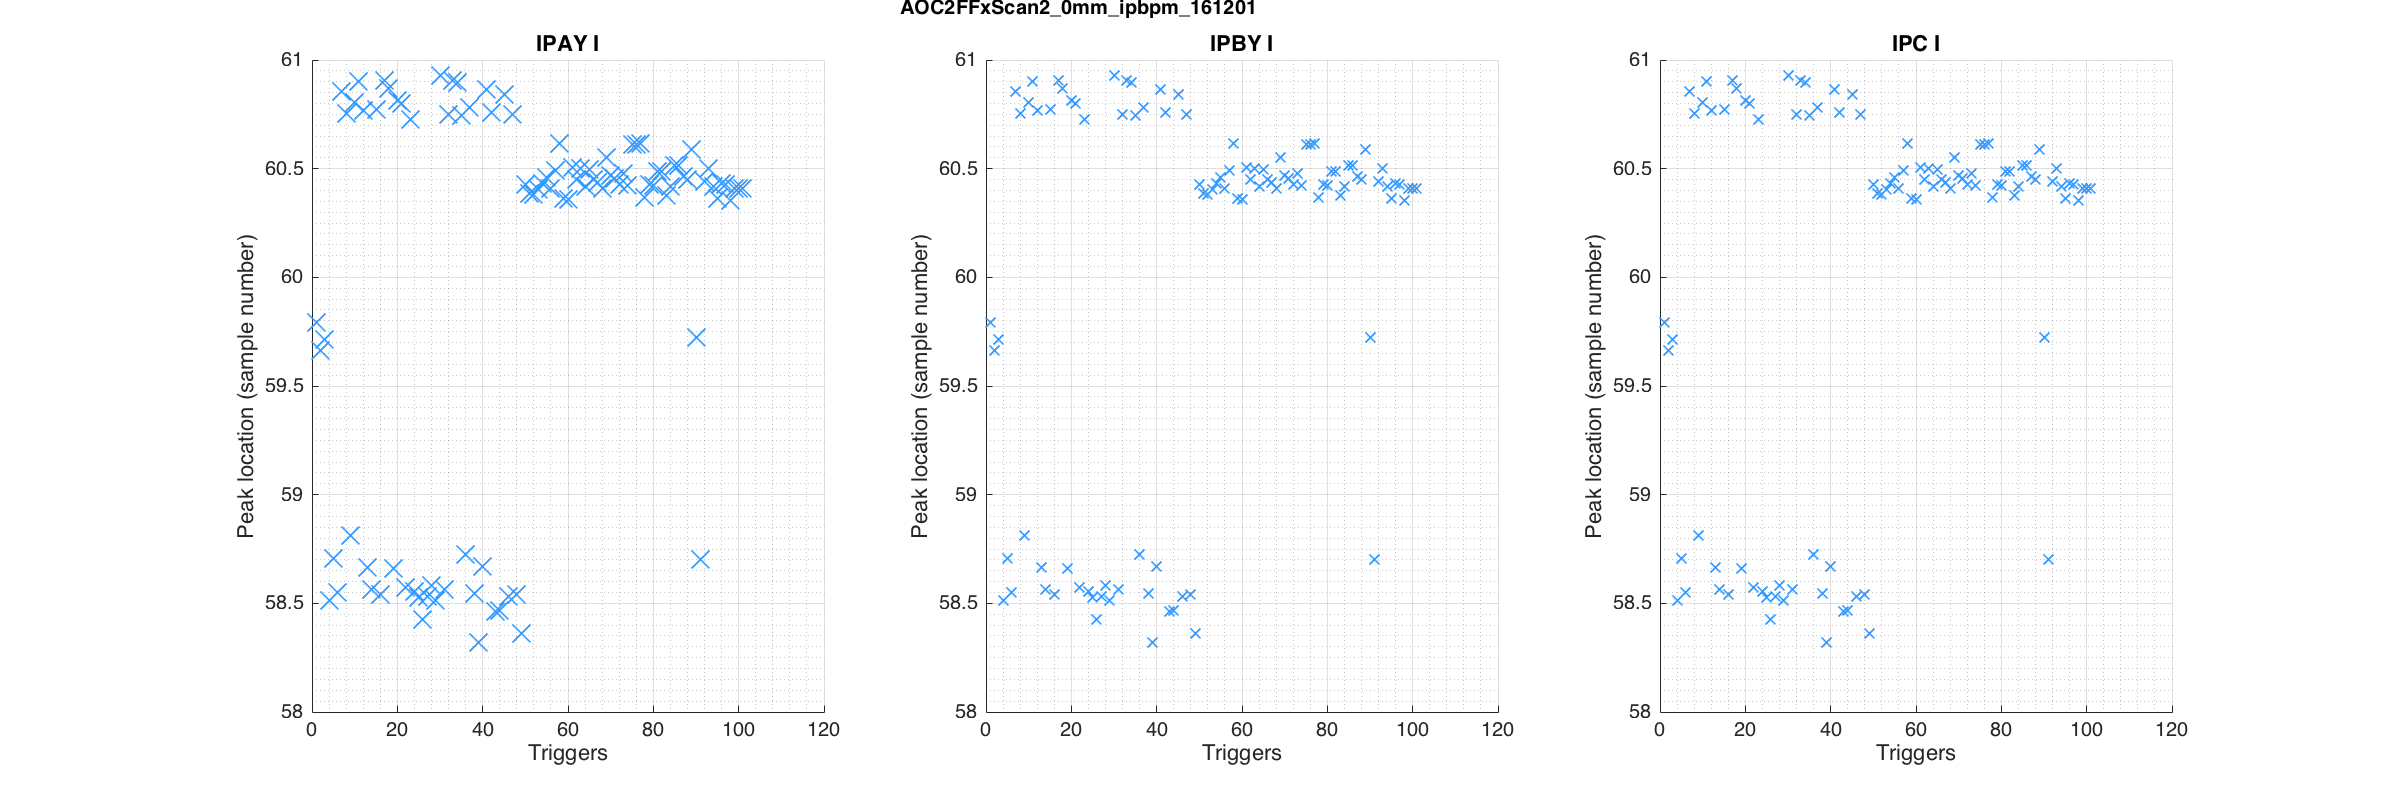 AOC2FFxScan2_0mm_ipbpm_161201
IPAY I
Peak location (sample number)
61
60.5
60
59.5
59
58.5
58
0 20 40 60 80 100 120
Triggers
IPBY I
Peak location (sample number)
61
60.5
60
59.5
59
58.5
58
0 20 40 60 80 100 120
Triggers
IPC I
Peak location (sample number)
61
60.5
60
59.5
59
58.5
58
0 20 40 60 80 100 120
Triggers